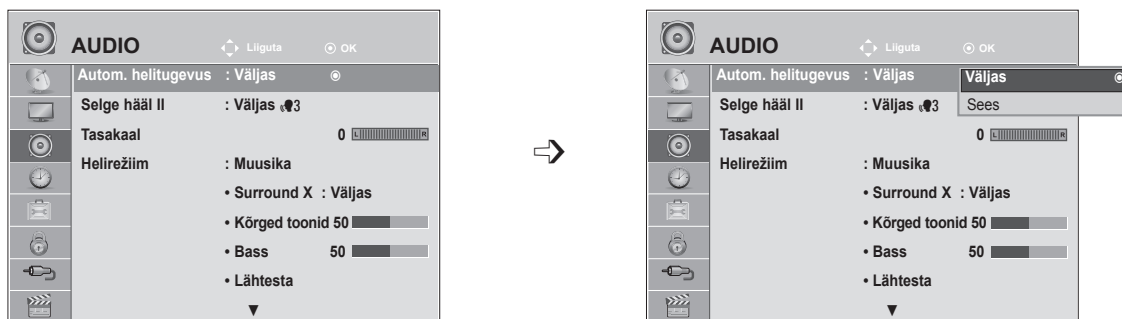 AUDIO Liiguta OK
Autom. helitugevus : Väljas
Selge hääl II : Väljas 3
Tasakaal 0 L R
Helirežiim : Muusika
• Surround X : Väljas
• Kõrged toonid 50
• Bass 50
• Lähtesta
AUDIO Liiguta OK
Autom. helitugevus : Väljas
Väljas
Sees
Selge hääl II : Väljas 3
Tasakaal 0 L R
Helirežiim : Muusika
• Surround X : Väljas
• Kõrged toonid 50
• Bass 50
• Lähtesta